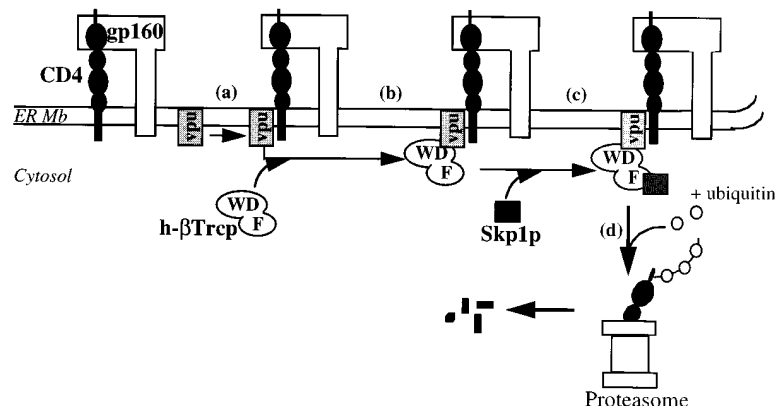 gp160
CD4
(a)
(b)
(c)
ER Mb
vpu
vpu
vpu
vpu
Cytosol
WD
F
WD
F
WD
F
h-βTrcp
Skp1p
+ ubiquitin
(d)
Proteasome